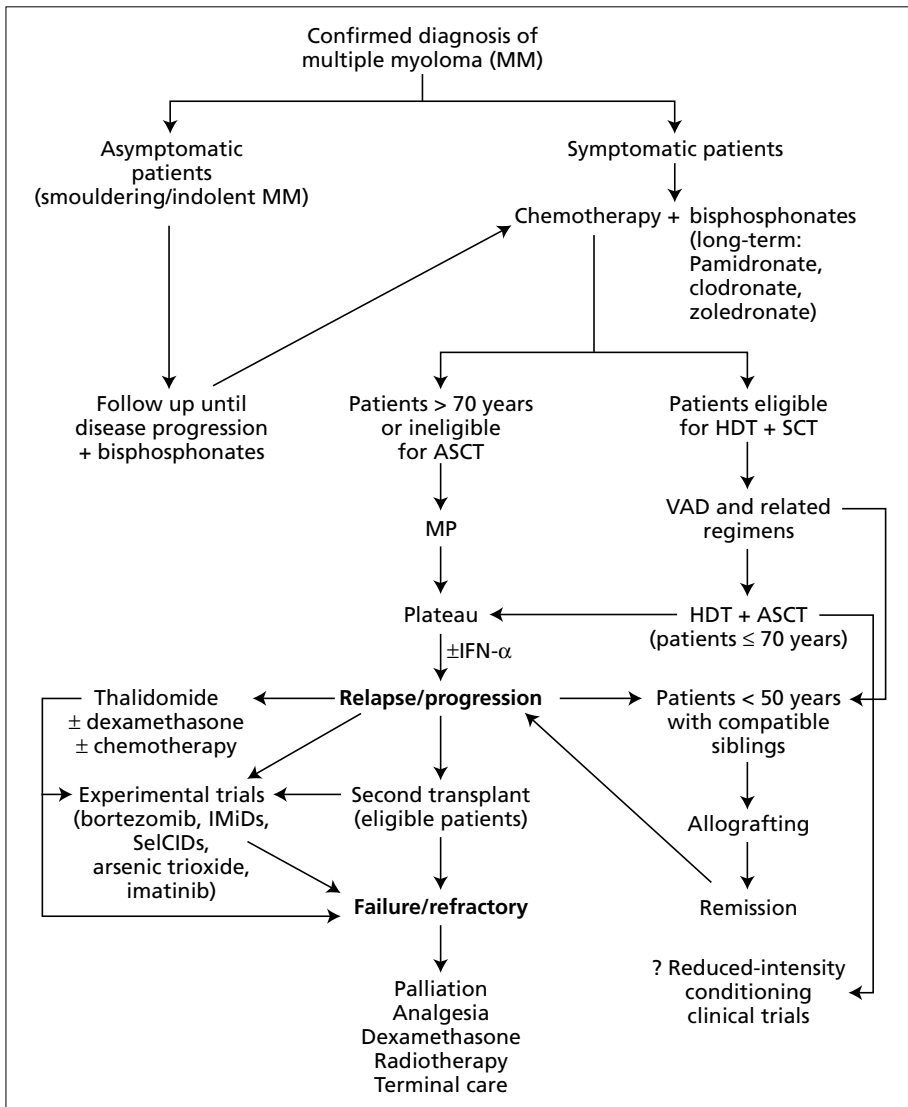 Confirmed diagnosis of
multiple myoloma (MM)
Asymptomatic
patients
(smouldering/indolent MM)
Symptomatic patients
Chemotherapy + bisphosphonates
(long-term:
Pamidronate,
clodronate,
zoledronate)
Follow up until
disease progression
+ bisphosphonates
Patients > 70 years
or ineligible
for ASCT
Patients eligible
for HDT + SCT
MP
VAD and related
regimens
Plateau
HDT + ASCT
(patients ≤ 70 years)
±IFN-α
Thalidomide
± dexamethasone
± chemotherapy
Relapse/progression
Patients < 50 years
with compatible
siblings
Experimental trials
(bortezomib, IMiDs,
SelCIDs,
arsenic trioxide,
imatinib)
Second transplant
(eligible patients)
Allografting
Failure/refractory
Remission
Palliation
Analgesia
Dexamethasone
Radiotherapy
Terminal care
? Reduced-intensity
conditioning
clinical trials